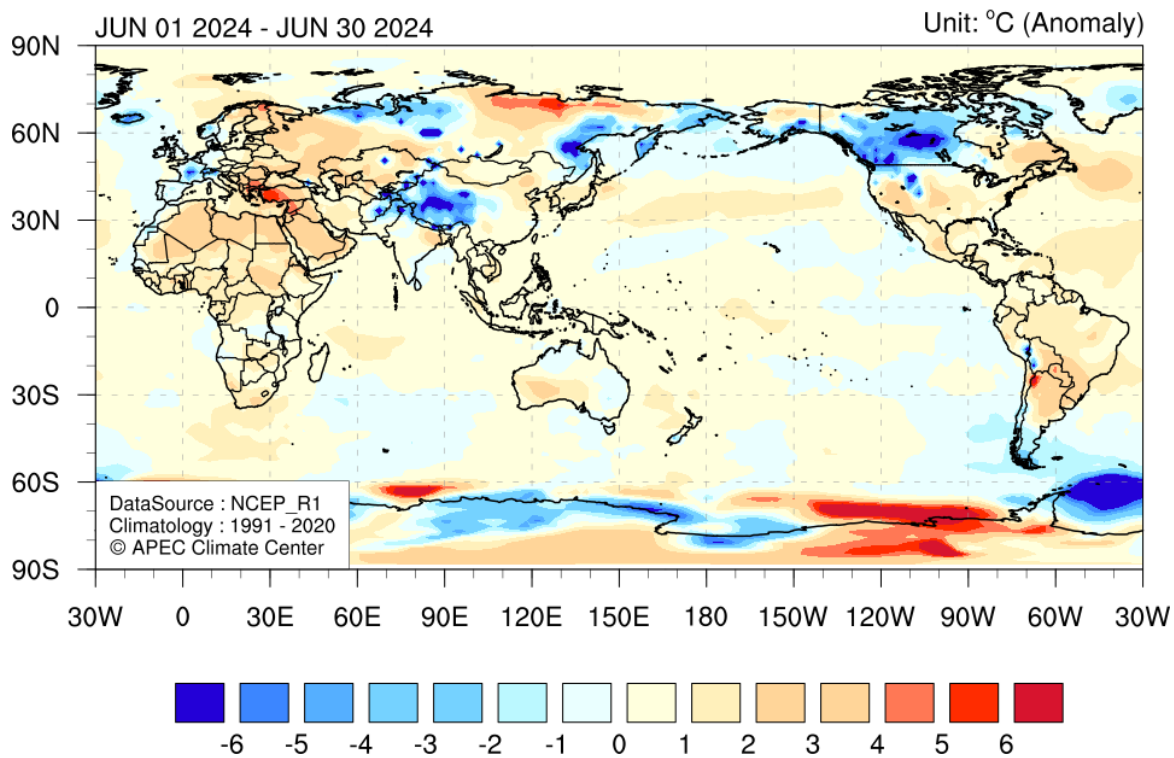 JUN 01 2024 - JUN 30 2024
Unit: °C (Anomaly)
90N
60N
30N
0
30S
60S
90S
DataSource : NCEP_R1
Climatology : 1991 - 2020
© APEC Climate Center
30W 0 30E 60E 90E 120E 150E 180 150W 120W 90W 60W 30W
-6 -5 -4 -3 -2 -1 0 1 2 3 4 5 6